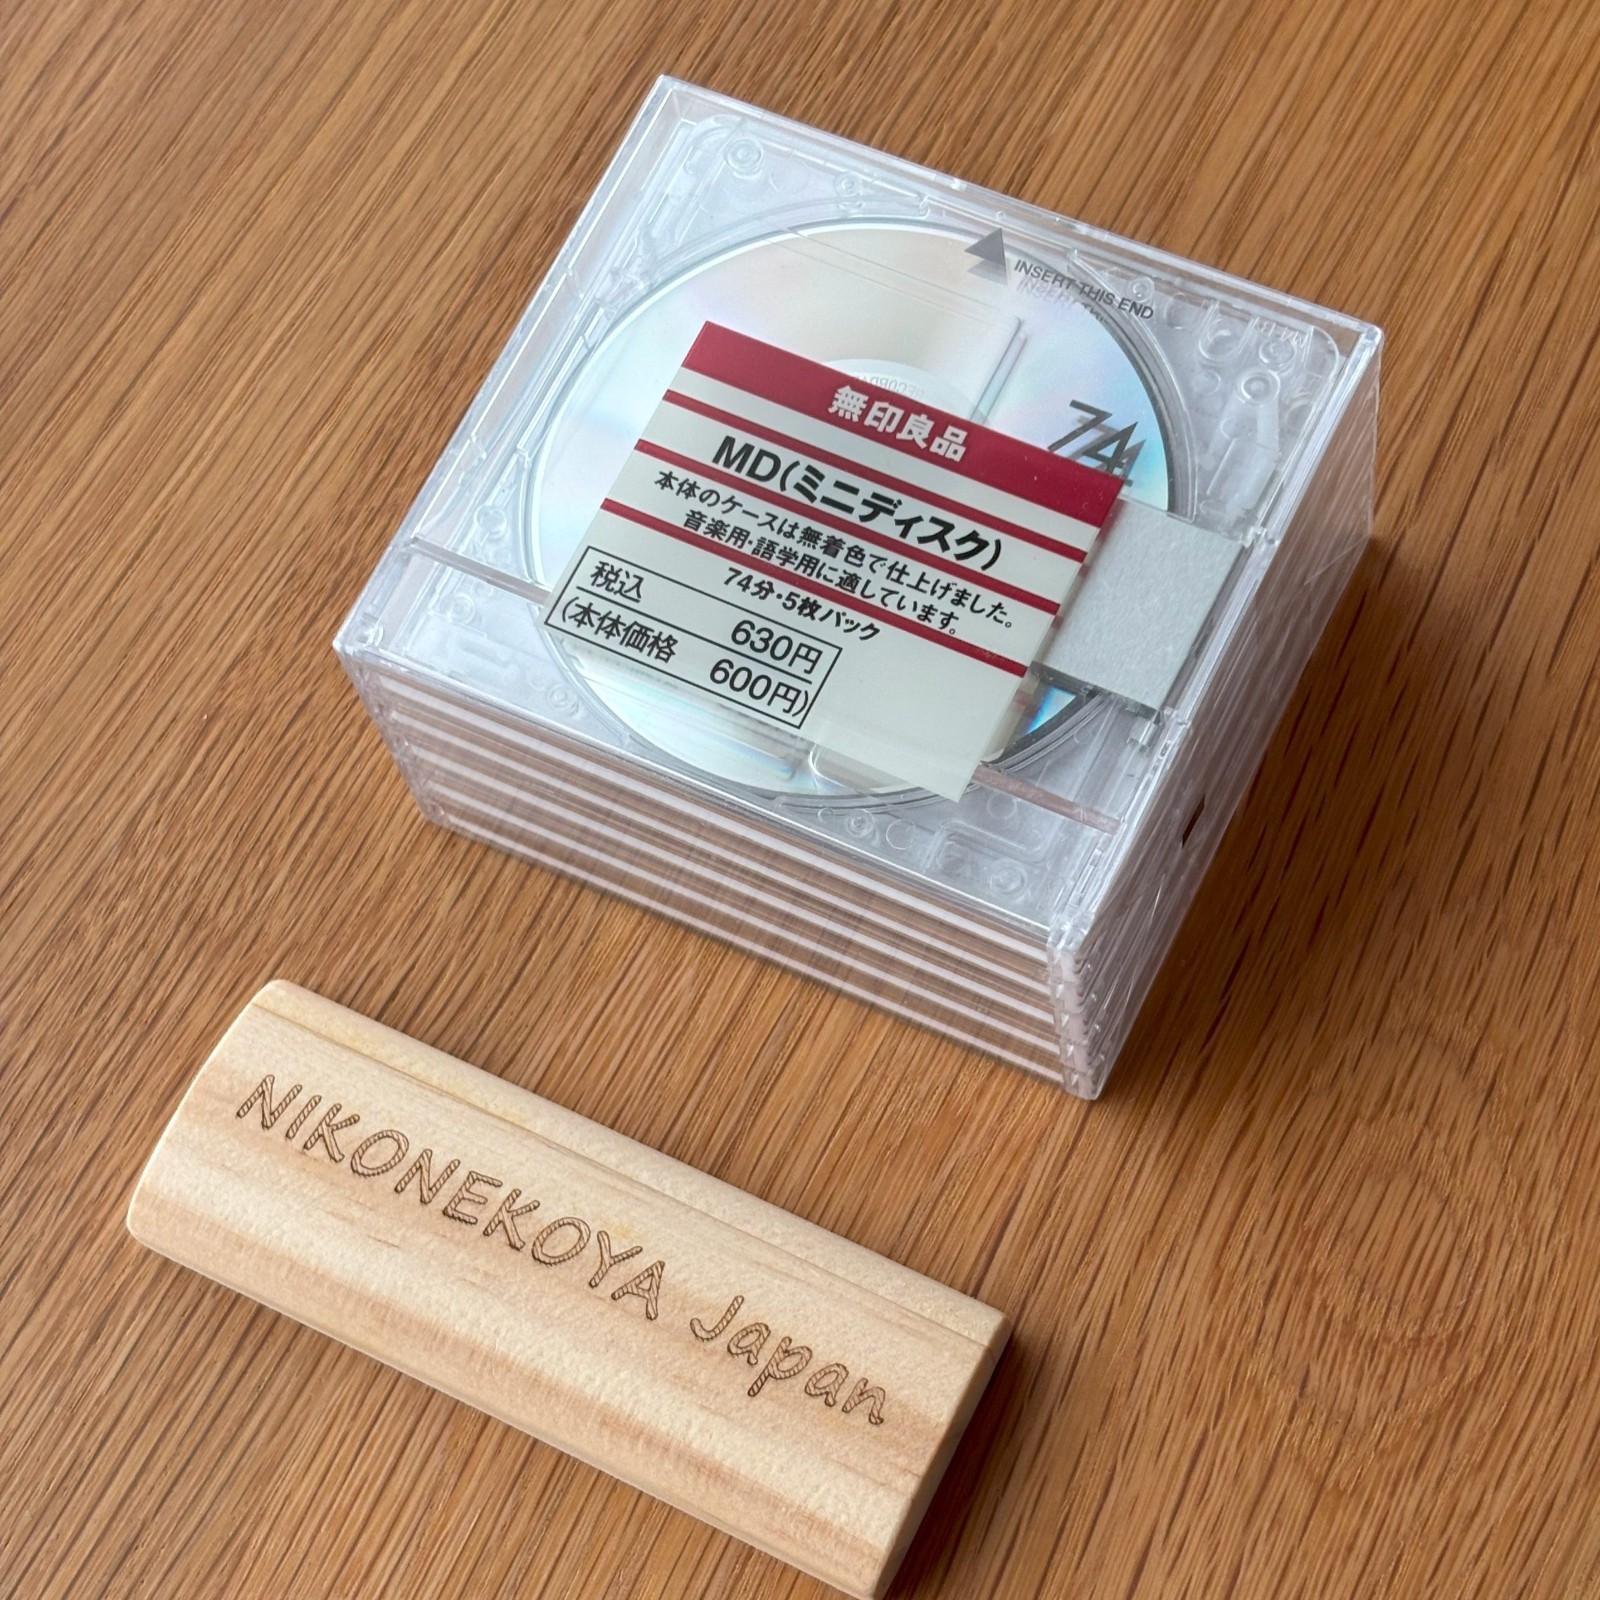 INSERT THIS END
74
無印良品
MD(ミニディスク)
本体のケースは無着色で仕上げました。
音楽用・語学用に適しています。
74分・5枚パック
税込 630円
(本体価格 600円)
NIKONEKOYA Japan